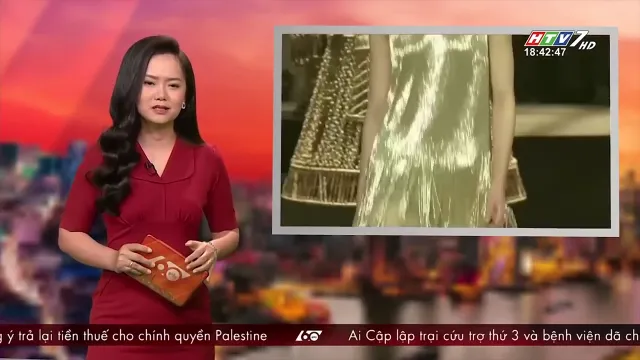 HTV7 HD
18:42:47
ý trả lại tiền thuế cho chính quyền Palestine 60 Ai Cập lập trại cứu trợ thứ 3 và bệnh viện dã